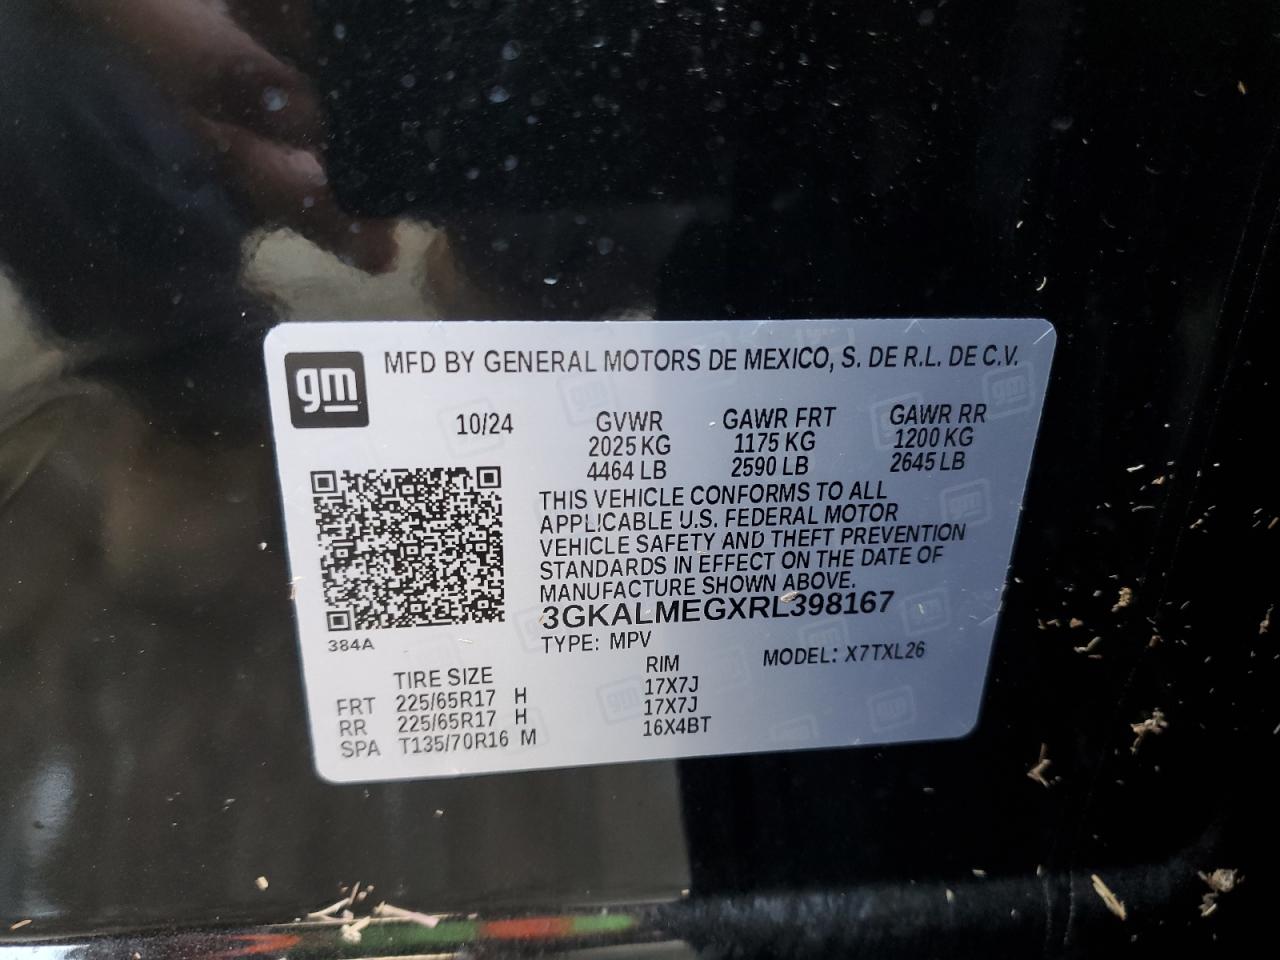 gm
MFD BY GENERAL MOTORS DE MEXICO, S. DE R.L. DE C.V.
10/24 GVWR GAWR FRT GAWR RR
2025 KG 1175 KG 1200 KG
4464 LB 2590 LB 2645 LB
THIS VEHICLE CONFORMS TO ALL
APPLICABLE U.S. FEDERAL MOTOR
VEHICLE SAFETY AND THEFT PREVENTION
STANDARDS IN EFFECT ON THE DATE OF
MANUFACTURE SHOWN ABOVE.
3GKALMEGXRL398167
384A
TYPE: MPV MODEL: X7TXL26
TIRE SIZE RIM
FRT 225/65R17 H 17X7J
RR 225/65R17 H 17X7J
SPA T135/70R16 M 16X4BT